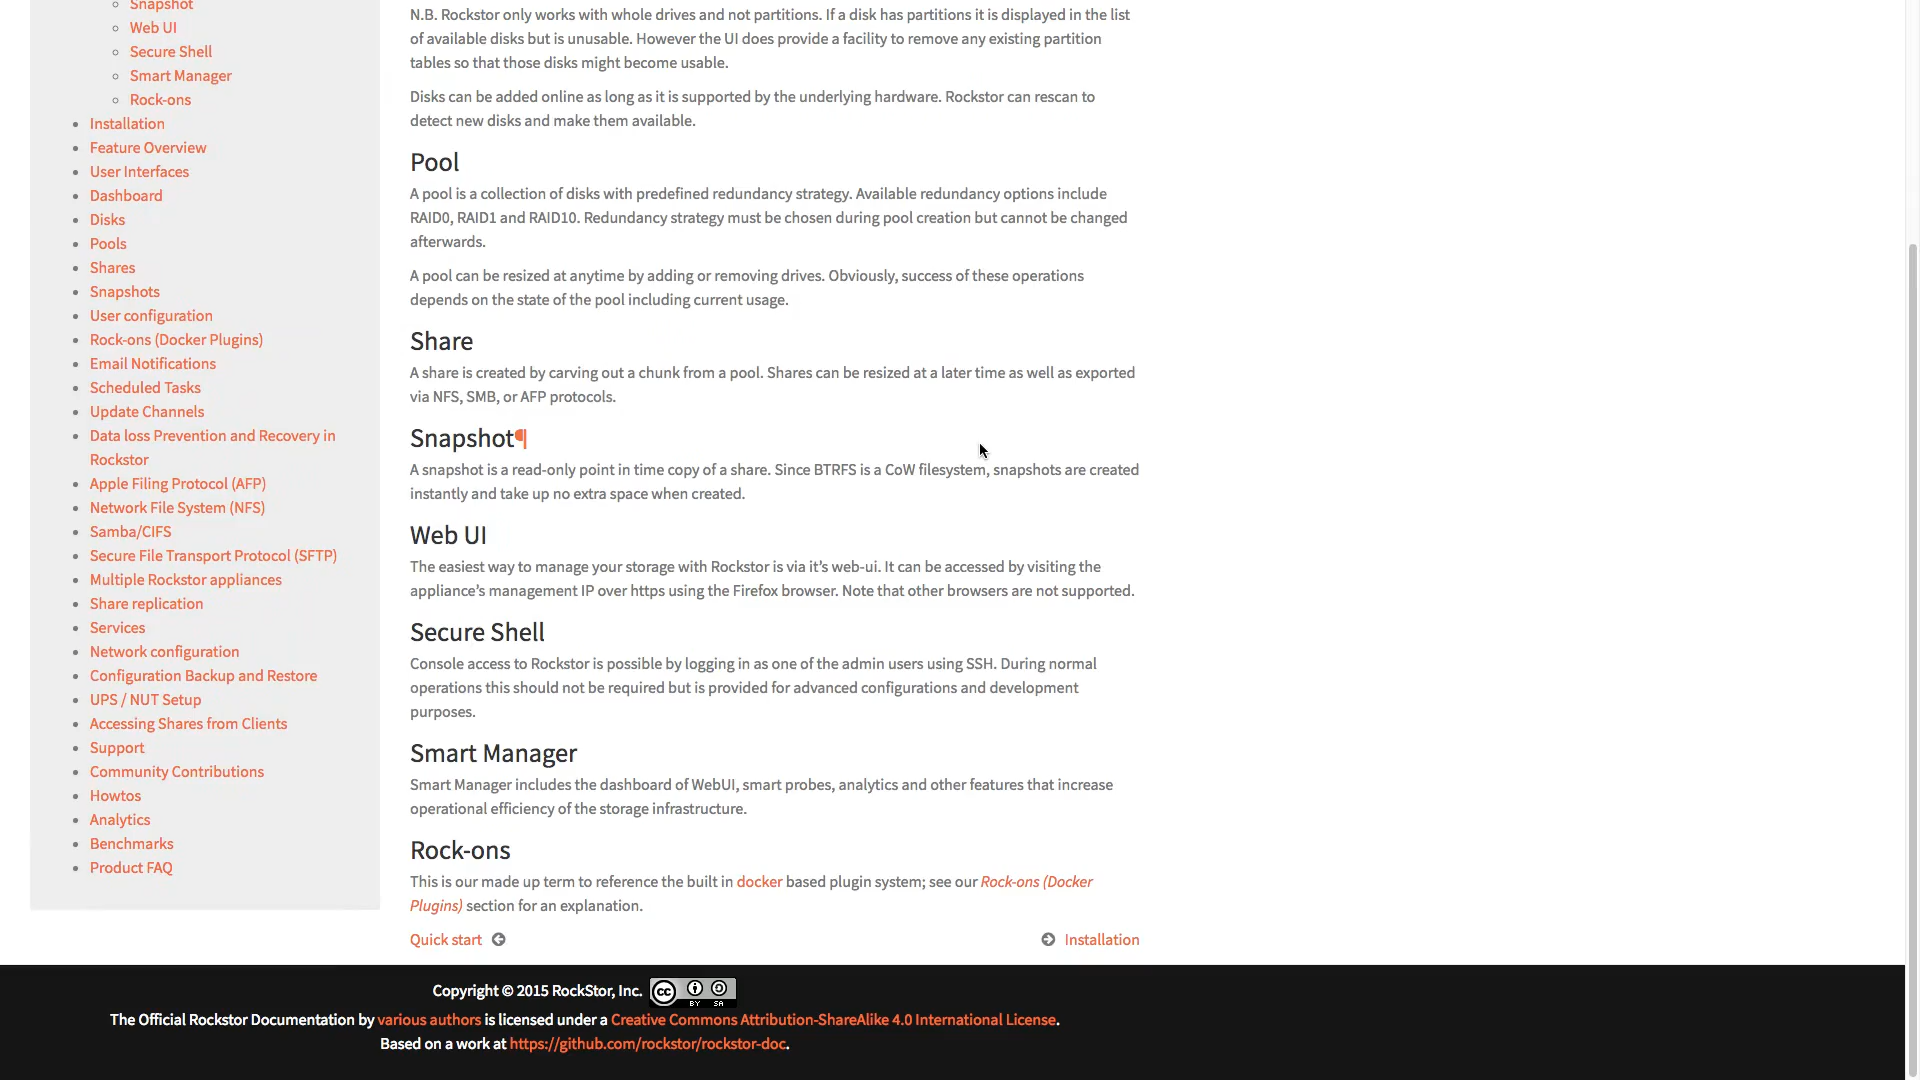 Snapshot
Web UI
Secure Shell
Smart Manager
Rock-ons
Installation
Feature Overview
User Interfaces
Dashboard
Disks
Pools
Shares
Snapshots
User configuration
Rock-ons (Docker Plugins)
Email Notifications
Scheduled Tasks
Update Channels
Data loss Prevention and Recovery in
Rockstor
Apple Filing Protocol (AFP)
Network File System (NFS)
Samba/CIFS
Secure File Transport Protocol (SFTP)
Multiple Rockstor appliances
Share replication
Services
Network configuration
Configuration Backup and Restore
UPS / NUT Setup
Accessing Shares from Clients
Support
Community Contributions
Howtos
Analytics
Benchmarks
Product FAQ
N.B. Rockstor only works with whole drives and not partitions. If a disk has partitions it is displayed in the list
of available disks but is unusable. However the UI does provide a facility to remove any existing partition
tables so that those disks might become usable.
Disks can be added online as long as it is supported by the underlying hardware. Rockstor can rescan to
detect new disks and make them available.
Pool
A pool is a collection of disks with predefined redundancy strategy. Available redundancy options include
RAID0, RAID1 and RAID10. Redundancy strategy must be chosen during pool creation but cannot be changed
afterwards.
A pool can be resized at anytime by adding or removing drives. Obviously, success of these operations
depends on the state of the pool including current usage.
Share
A share is created by carving out a chunk from a pool. Shares can be resized at a later time as well as exported
via NFS, SMB, or AFP protocols.
Snapshot¶
A snapshot is a read-only point in time copy of a share. Since BTRFS is a CoW filesystem, snapshots are created
instantly and take up no extra space when created.
Web UI
The easiest way to manage your storage with Rockstor is via it’s web-ui. It can be accessed by visiting the
appliance’s management IP over https using the Firefox browser. Note that other browsers are not supported.
Secure Shell
Console access to Rockstor is possible by logging in as one of the admin users using SSH. During normal
operations this should not be required but is provided for advanced configurations and development
purposes.
Smart Manager
Smart Manager includes the dashboard of WebUI, smart probes, analytics and other features that increase
operational efficiency of the storage infrastructure.
Rock-ons
This is our made up term to reference the built in docker based plugin system; see our Rock-ons (Docker
Plugins) section for an explanation.
Quick start
Installation
Copyright © 2015 RockStor, Inc. cc BY SA
The Official Rockstor Documentation by various authors is licensed under a Creative Commons Attribution-ShareAlike 4.0 International License.
Based on a work at https://github.com/rockstor/rockstor-doc.